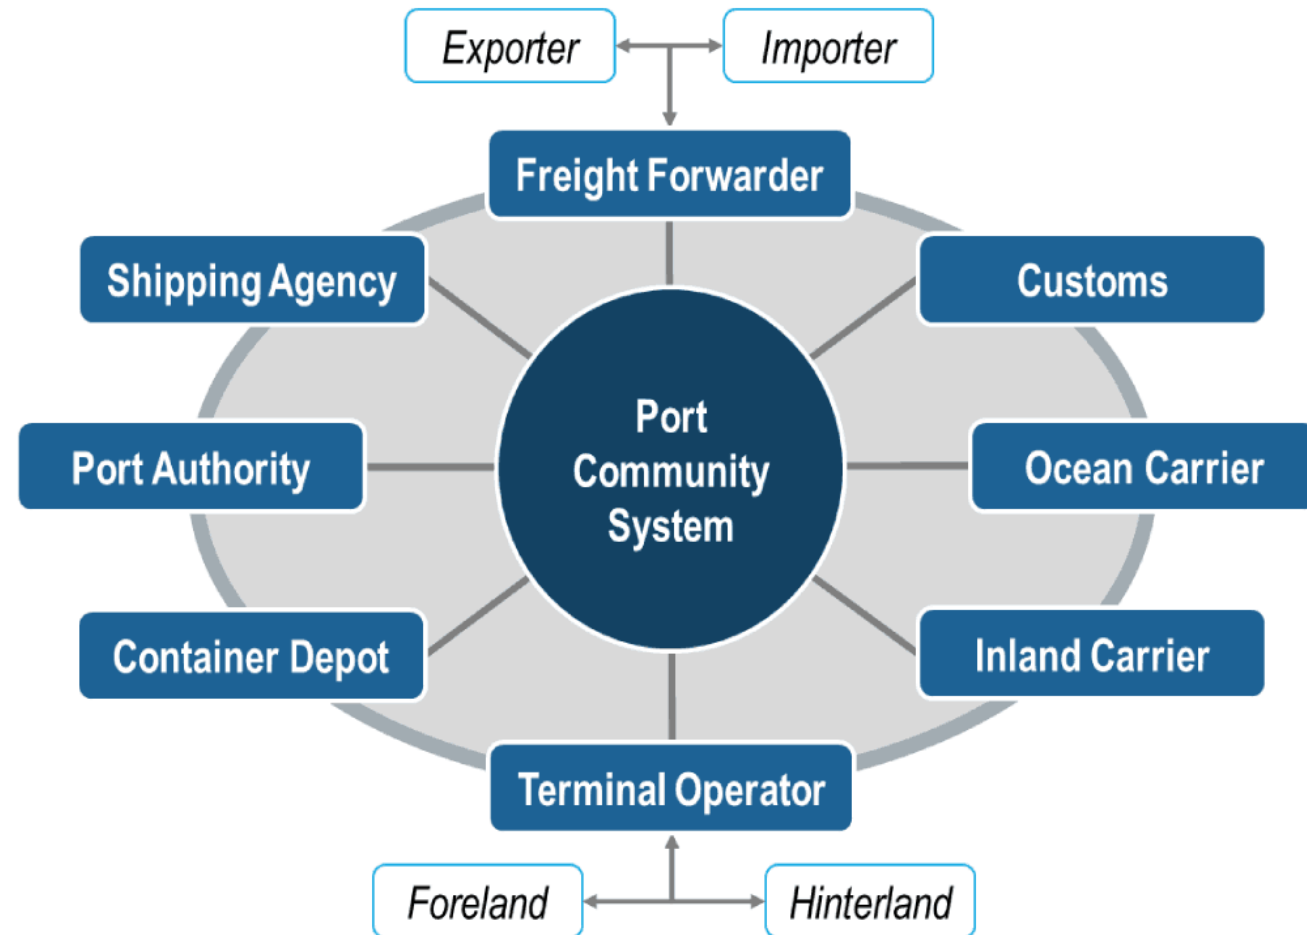 Exporter
Importer
Freight Forwarder
Shipping Agency
Customs
Port
Community
System
Port Authority
Ocean Carrier
Container Depot
Inland Carrier
Terminal Operator
Foreland
Hinterland